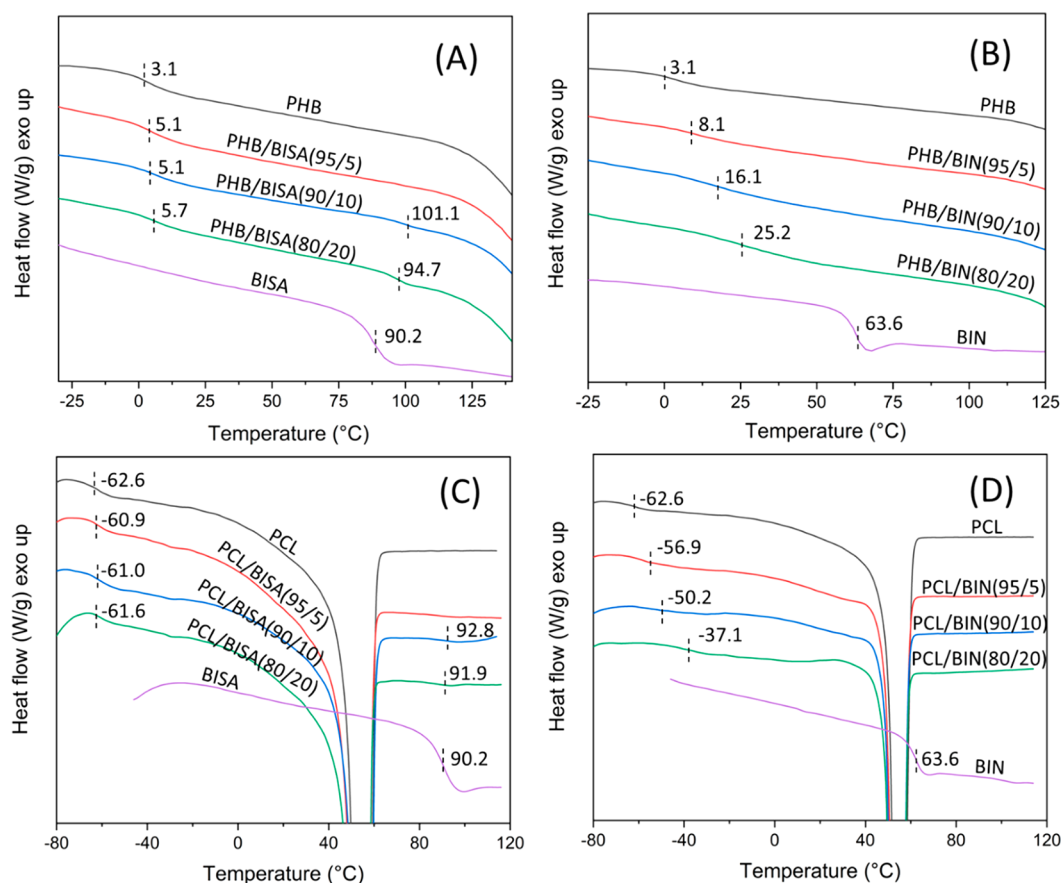 (A)
3.1
PHB
5.1
PHB/BISA(95/5)
5.1
PHB/BISA(90/10)
101.1
5.7
PHB/BISA(80/20)
94.7
BISA
90.2
Heat flow (W/g) exo up
-25 0 25 50 75 100 125
Temperature (°C)
(B)
3.1
PHB
8.1
PHB/BIN(95/5)
16.1
PHB/BIN(90/10)
25.2
PHB/BIN(80/20)
63.6
BIN
Heat flow (W/g) exo up
-25 0 25 50 75 100 125
Temperature (°C)
(C)
-62.6
PCL
-60.9
PCL/BISA(95/5)
-61.0
PCL/BISA(90/10)
92.8
-61.6
PCL/BISA(80/20)
91.9
BISA
90.2
Heat flow (W/g) exo up
-80 -40 0 40 80 120
Temperature (°C)
(D)
-62.6
PCL
-56.9
PCL/BIN(95/5)
-50.2
PCL/BIN(90/10)
-37.1
PCL/BIN(80/20)
63.6
BIN
Heat flow (W/g) exo up
-80 -40 0 40 80 120
Temperature (°C)